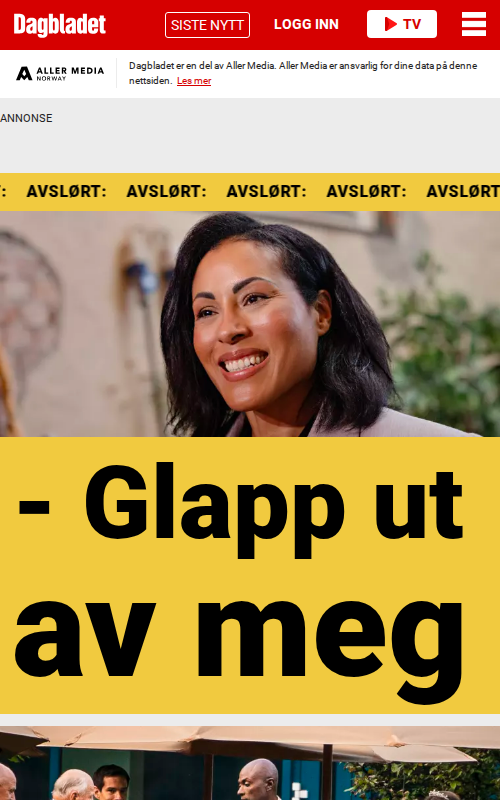 Dagbladet
SISTE NYTT
LOGG INN
TV
ALLER MEDIA
NORWAY
Dagbladet er en del av Aller Media. Aller Media er ansvarlig for dine data på denne
nettsiden. Les mer
ANNONSE
: AVSLØRT: AVSLØRT: AVSLØRT: AVSLØRT: AVSLØRT
- Glapp ut
av meg